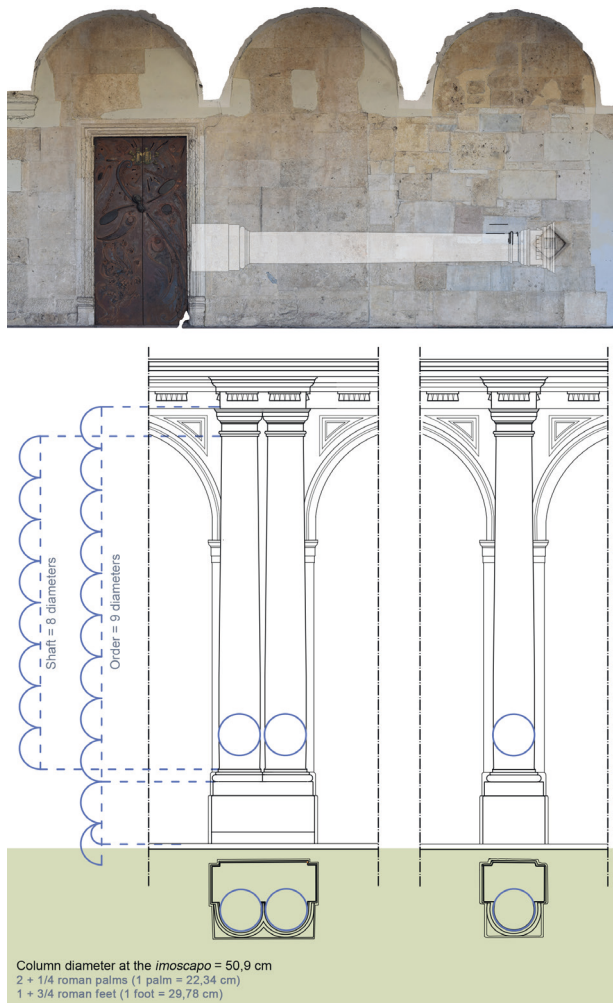 Shaft = 8 diameters
Order = 9 diameters
Column diameter at the imoscapo = 50,9 cm
2 + 1/4 roman palms (1 palm = 22,34 cm)
1 + 3/4 roman feet (1 foot = 29,78 cm)